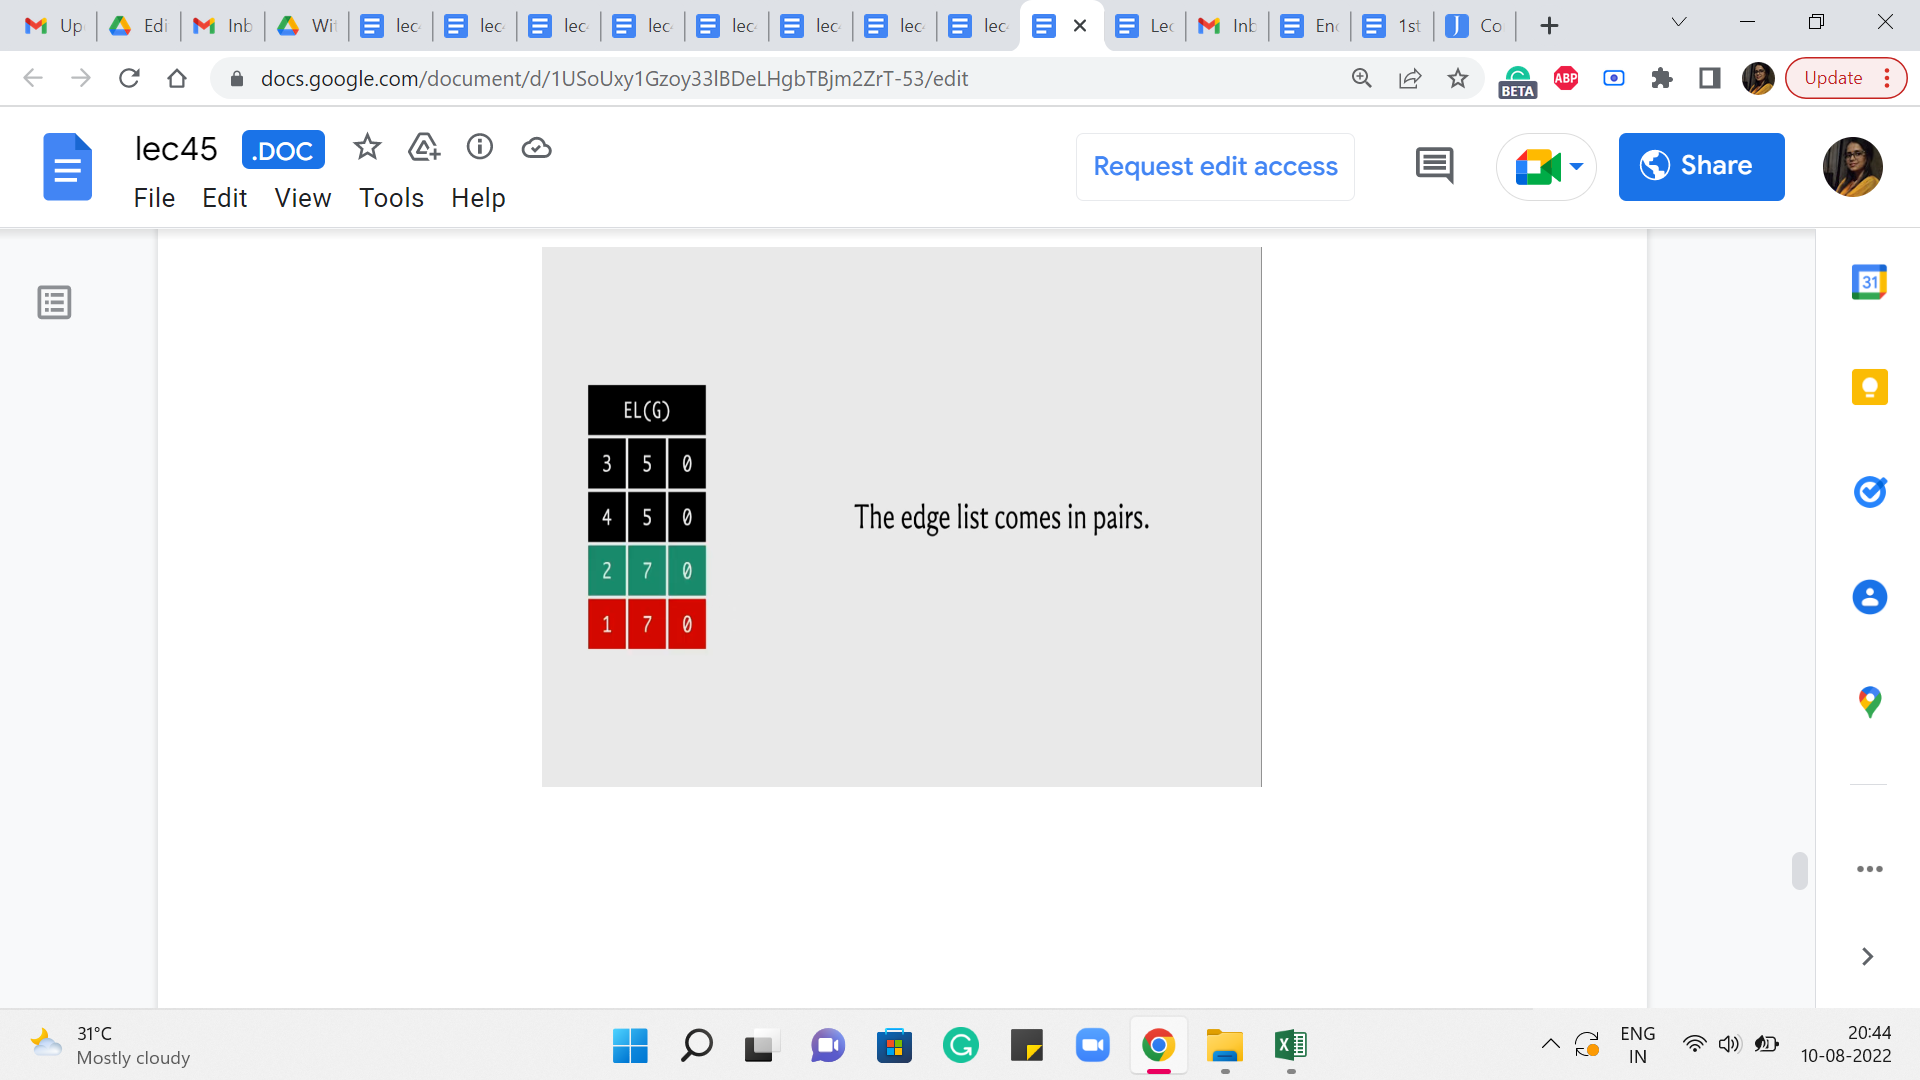 Up Edi Inb Wit lec lec lec lec lec lec lec lec Lec Inb Enc 1st Co
docs.google.com/document/d/1USoUxy1Gzoy33lBDeLHgbTBjm2ZrT-53/edit
ABP
BETA
Update
lec45 .DOC
Request edit access
Share
File Edit View Tools Help
31
EL(G)
3 5 0
4 5 0
2 7 0
1 7 0
The edge list comes in pairs.
31°C
Mostly cloudy
ENG
IN
20:44
10-08-2022